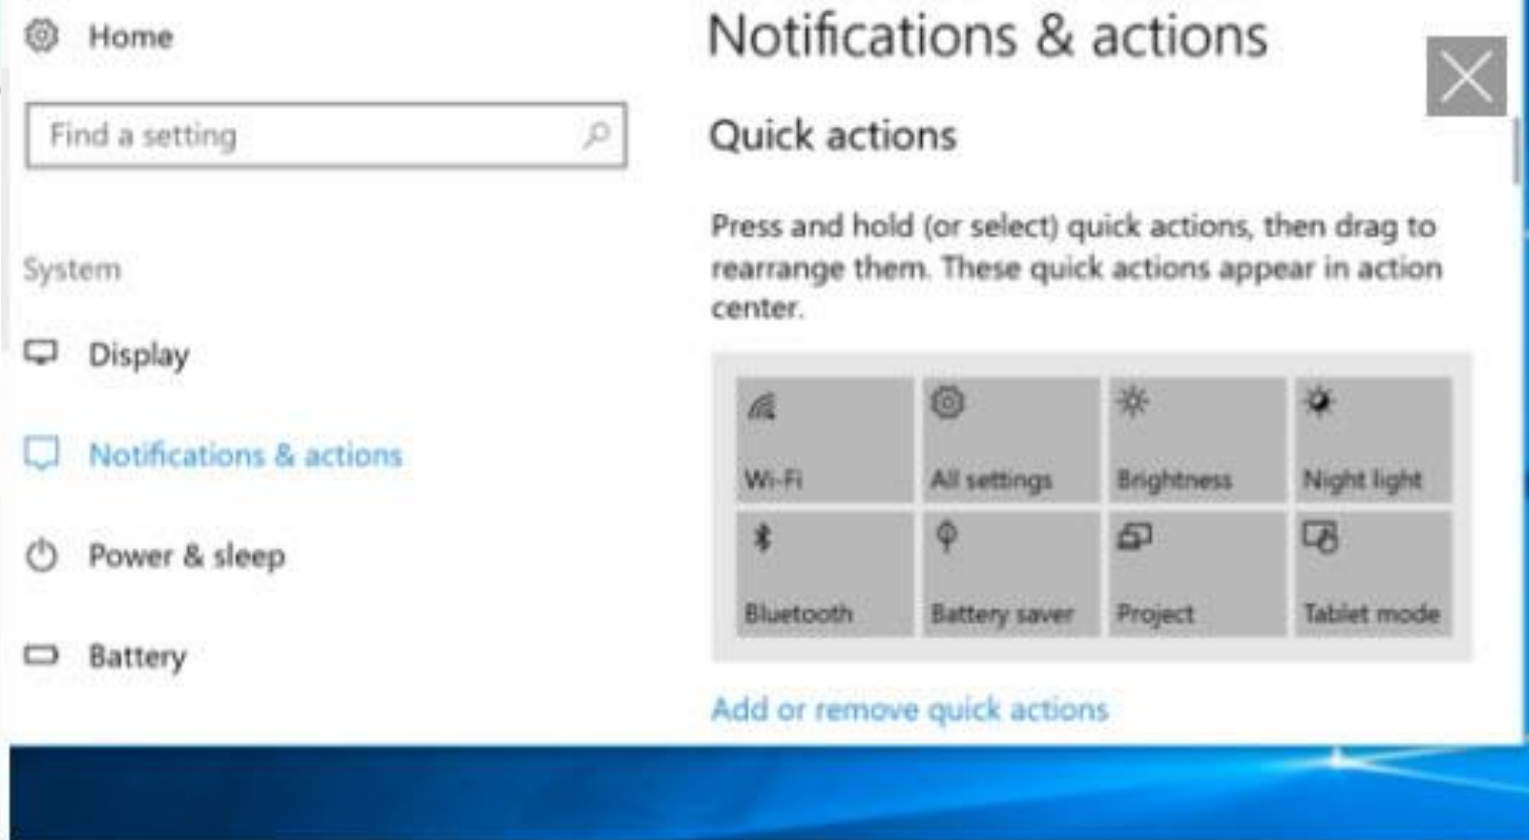 Home
Find a setting
System
Display
Notifications & actions
Power & sleep
Battery
Notifications & actions
Quick actions
Press and hold (or select) quick actions, then drag to
rearrange them. These quick actions appear in action
center.
Wi-Fi
All settings
Brightness
Night light
Bluetooth
Battery saver
Project
Tablet mode
Add or remove quick actions